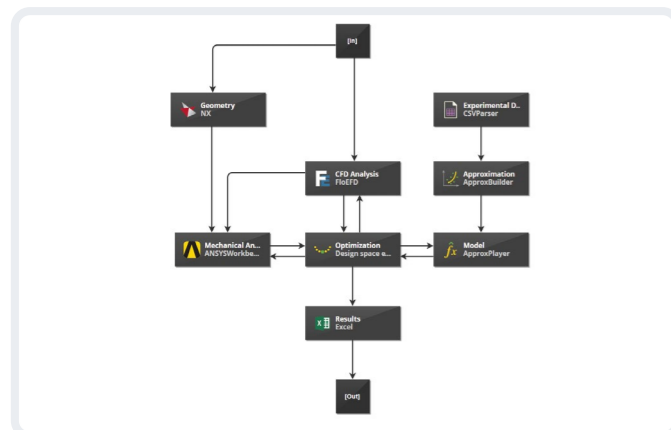 [In]
Geometry
NX
Experimental D..
CSVParser
CFD Analysis
FloEFD
Approximation
ApproxBuilder
Mechanical An...
ANSYSWorkbe...
Optimization
Design space e...
Model
ApproxPlayer
Results
Excel
[Out]